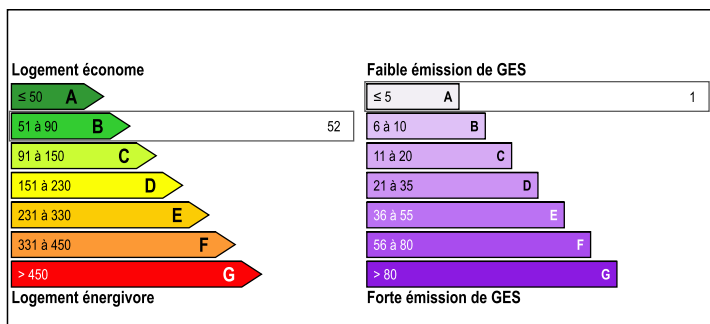 Logement économe
≤ 50 A
51 à 90 B 52
91 à 150 C
151 à 230 D
231 à 330 E
331 à 450 F
> 450 G
Logement énergivore
Faible émission de GES
≤ 5 A 1
6 à 10 B
11 à 20 C
21 à 35 D
36 à 55 E
56 à 80 F
> 80 G
Forte émission de GES